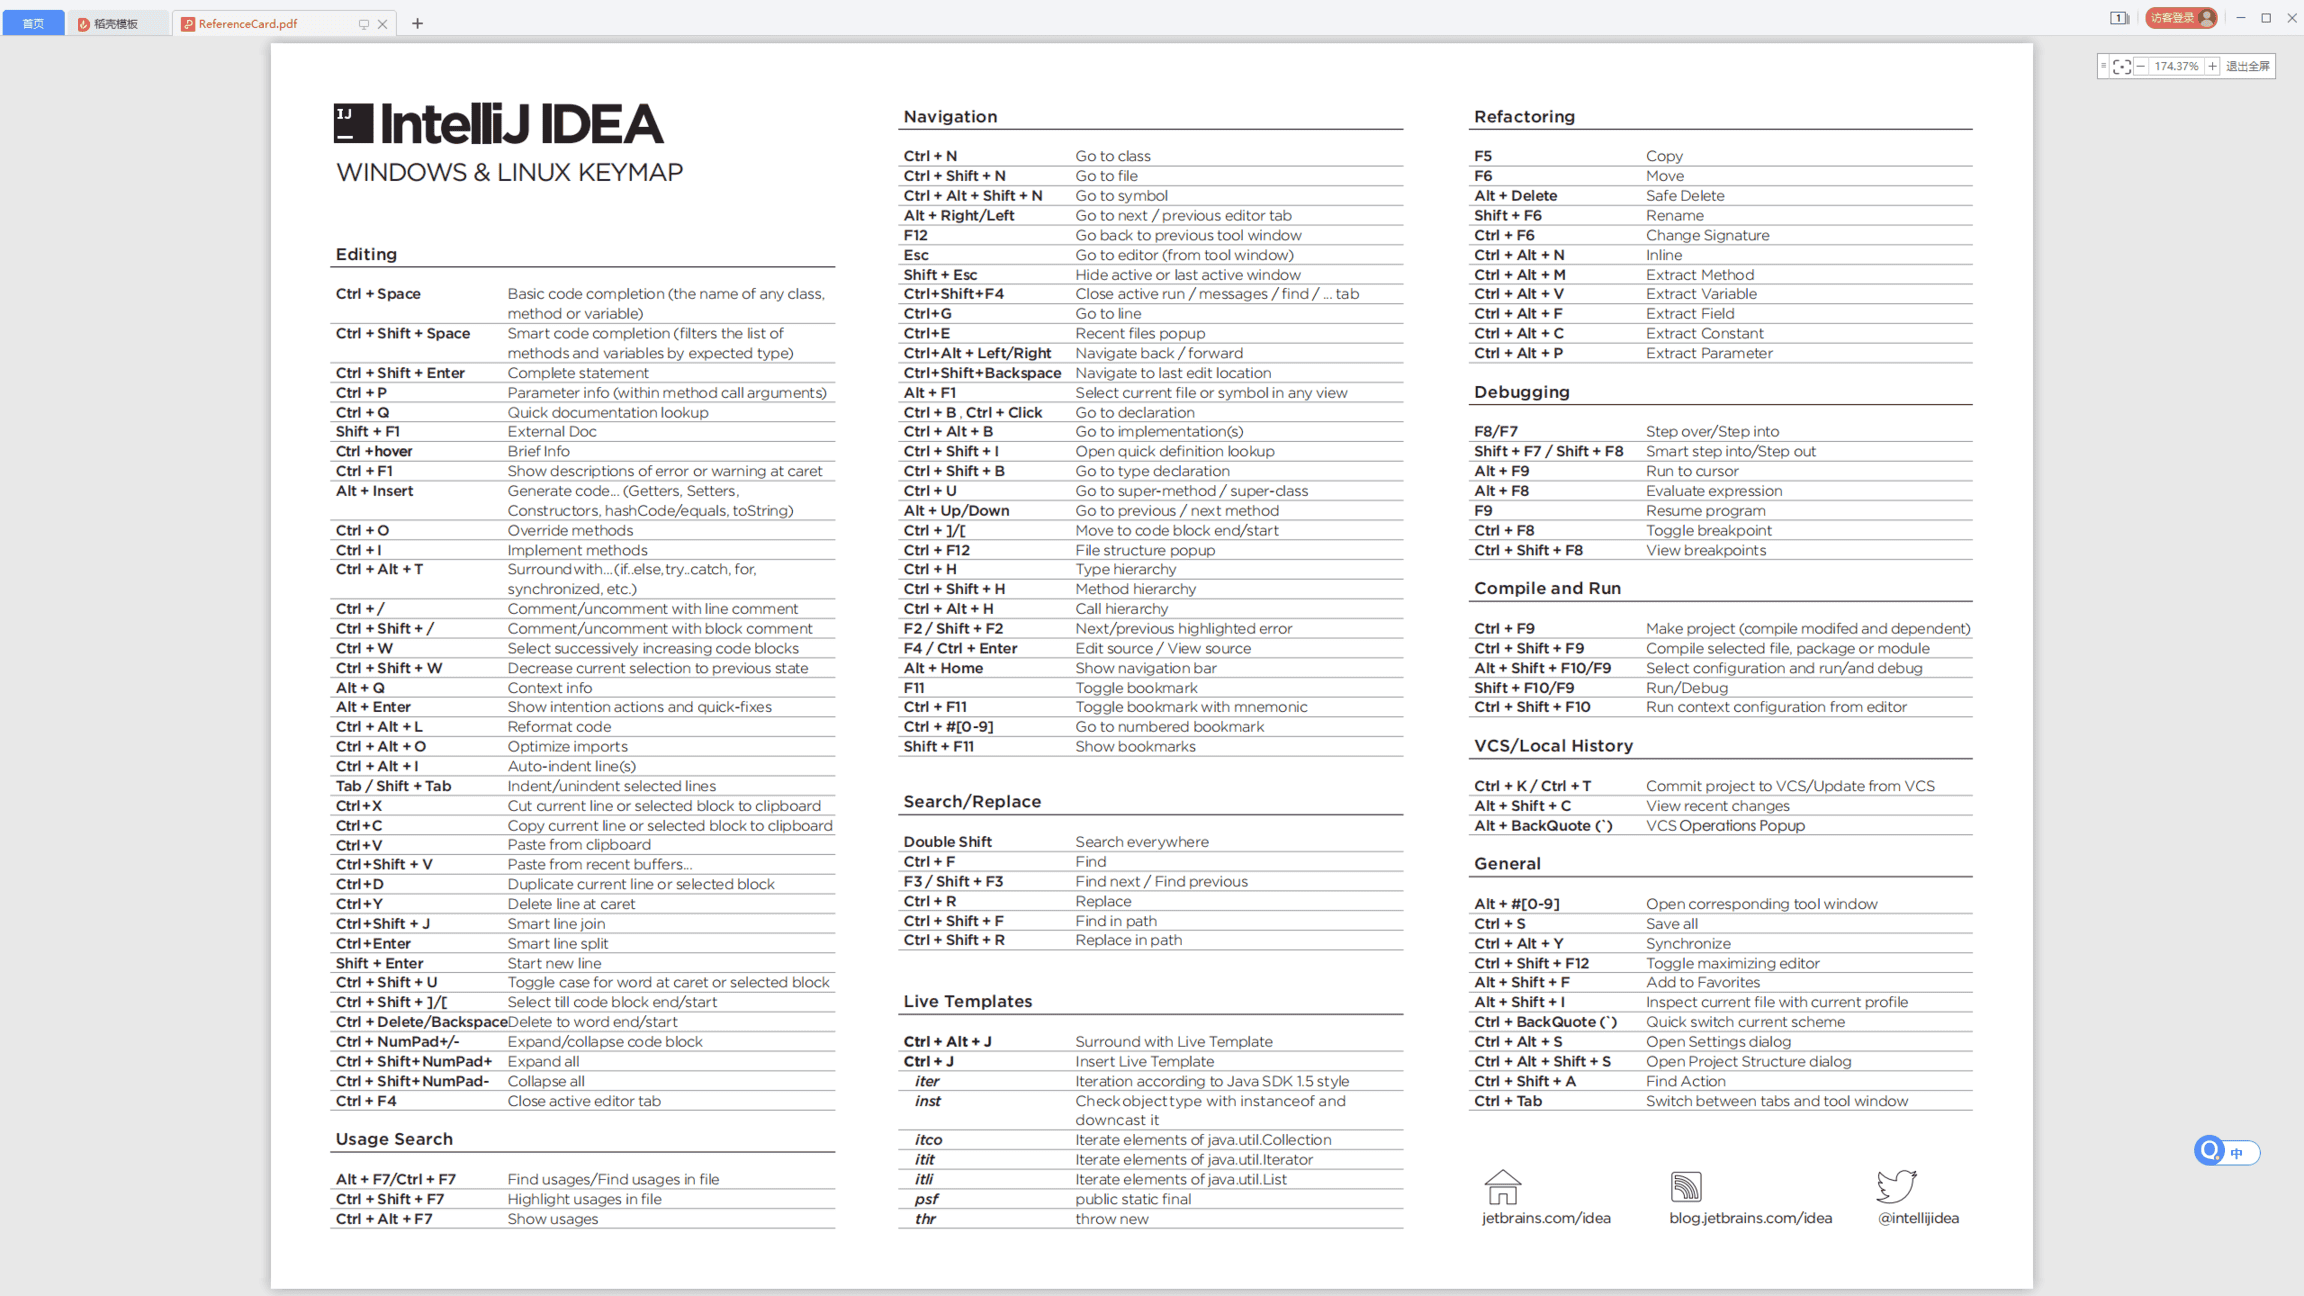 首页 稻壳模板 ReferenceCard.pdf 1 访客登录
174.37% 退出全屏
IJ IntelliJ IDEA
WINDOWS & LINUX KEYMAP
Editing
Ctrl + Space Basic code completion (the name of any class,
method or variable)
Ctrl + Shift + Space Smart code completion (filters the list of
methods and variables by expected type)
Ctrl + Shift + Enter Complete statement
Ctrl + P Parameter info (within method call arguments)
Ctrl + Q Quick documentation lookup
Shift + F1 External Doc
Ctrl +hover Brief Info
Ctrl + F1 Show descriptions of error or warning at caret
Alt + Insert Generate code... (Getters, Setters,
Constructors, hashCode/equals, toString)
Ctrl + O Override methods
Ctrl + I Implement methods
Ctrl + Alt + T Surround with...(if..else,try..catch, for,
synchronized, etc.)
Ctrl + / Comment/uncomment with line comment
Ctrl + Shift + / Comment/uncomment with block comment
Ctrl + W Select successively increasing code blocks
Ctrl + Shift + W Decrease current selection to previous state
Alt + Q Context info
Alt + Enter Show intention actions and quick-fixes
Ctrl + Alt + L Reformat code
Ctrl + Alt + O Optimize imports
Ctrl + Alt + I Auto-indent line(s)
Tab / Shift + Tab Indent/unindent selected lines
Ctrl+X Cut current line or selected block to clipboard
Ctrl+C Copy current line or selected block to clipboard
Ctrl+V Paste from clipboard
Ctrl+Shift + V Paste from recent buffers...
Ctrl+D Duplicate current line or selected block
Ctrl+Y Delete line at caret
Ctrl+Shift + J Smart line join
Ctrl+Enter Smart line split
Shift + Enter Start new line
Ctrl + Shift + U Toggle case for word at caret or selected block
Ctrl + Shift + ]/[ Select till code block end/start
Ctrl + Delete/Backspace Delete to word end/start
Ctrl + NumPad+/- Expand/collapse code block
Ctrl + Shift+NumPad+ Expand all
Ctrl + Shift+NumPad- Collapse all
Ctrl + F4 Close active editor tab
Usage Search
Alt + F7/Ctrl + F7 Find usages/Find usages in file
Ctrl + Shift + F7 Highlight usages in file
Ctrl + Alt + F7 Show usages
Navigation
Ctrl + N Go to class
Ctrl + Shift + N Go to file
Ctrl + Alt + Shift + N Go to symbol
Alt + Right/Left Go to next / previous editor tab
F12 Go back to previous tool window
Esc Go to editor (from tool window)
Shift + Esc Hide active or last active window
Ctrl+Shift+F4 Close active run / messages / find / ... tab
Ctrl+G Go to line
Ctrl+E Recent files popup
Ctrl+Alt + Left/Right Navigate back / forward
Ctrl+Shift+Backspace Navigate to last edit location
Alt + F1 Select current file or symbol in any view
Ctrl + B , Ctrl + Click Go to declaration
Ctrl + Alt + B Go to implementation(s)
Ctrl + Shift + I Open quick definition lookup
Ctrl + Shift + B Go to type declaration
Ctrl + U Go to super-method / super-class
Alt + Up/Down Go to previous / next method
Ctrl + ]/[ Move to code block end/start
Ctrl + F12 File structure popup
Ctrl + H Type hierarchy
Ctrl + Shift + H Method hierarchy
Ctrl + Alt + H Call hierarchy
F2 / Shift + F2 Next/previous highlighted error
F4 / Ctrl + Enter Edit source / View source
Alt + Home Show navigation bar
F11 Toggle bookmark
Ctrl + F11 Toggle bookmark with mnemonic
Ctrl + #[0-9] Go to numbered bookmark
Shift + F11 Show bookmarks
Search/Replace
Double Shift Search everywhere
Ctrl + F Find
F3 / Shift + F3 Find next / Find previous
Ctrl + R Replace
Ctrl + Shift + F Find in path
Ctrl + Shift + R Replace in path
Live Templates
Ctrl + Alt + J Surround with Live Template
Ctrl + J Insert Live Template
iter Iteration according to Java SDK 1.5 style
inst Check object type with instanceof and
downcast it
itco Iterate elements of java.util.Collection
itit Iterate elements of java.util.Iterator
itli Iterate elements of java.util.List
psf public static final
thr throw new
Refactoring
F5 Copy
F6 Move
Alt + Delete Safe Delete
Shift + F6 Rename
Ctrl + F6 Change Signature
Ctrl + Alt + N Inline
Ctrl + Alt + M Extract Method
Ctrl + Alt + V Extract Variable
Ctrl + Alt + F Extract Field
Ctrl + Alt + C Extract Constant
Ctrl + Alt + P Extract Parameter
Debugging
F8/F7 Step over/Step into
Shift + F7 / Shift + F8 Smart step into/Step out
Alt + F9 Run to cursor
Alt + F8 Evaluate expression
F9 Resume program
Ctrl + F8 Toggle breakpoint
Ctrl + Shift + F8 View breakpoints
Compile and Run
Ctrl + F9 Make project (compile modifed and dependent)
Ctrl + Shift + F9 Compile selected file, package or module
Alt + Shift + F10/F9 Select configuration and run/and debug
Shift + F10/F9 Run/Debug
Ctrl + Shift + F10 Run context configuration from editor
VCS/Local History
Ctrl + K / Ctrl + T Commit project to VCS/Update from VCS
Alt + Shift + C View recent changes
Alt + BackQuote (`) VCS Operations Popup
General
Alt + #[0-9] Open corresponding tool window
Ctrl + S Save all
Ctrl + Alt + Y Synchronize
Ctrl + Shift + F12 Toggle maximizing editor
Alt + Shift + F Add to Favorites
Alt + Shift + I Inspect current file with current profile
Ctrl + BackQuote (`) Quick switch current scheme
Ctrl + Alt + S Open Settings dialog
Ctrl + Alt + Shift + S Open Project Structure dialog
Ctrl + Shift + A Find Action
Ctrl + Tab Switch between tabs and tool window
jetbrains.com/idea blog.jetbrains.com/idea @intellijidea
中